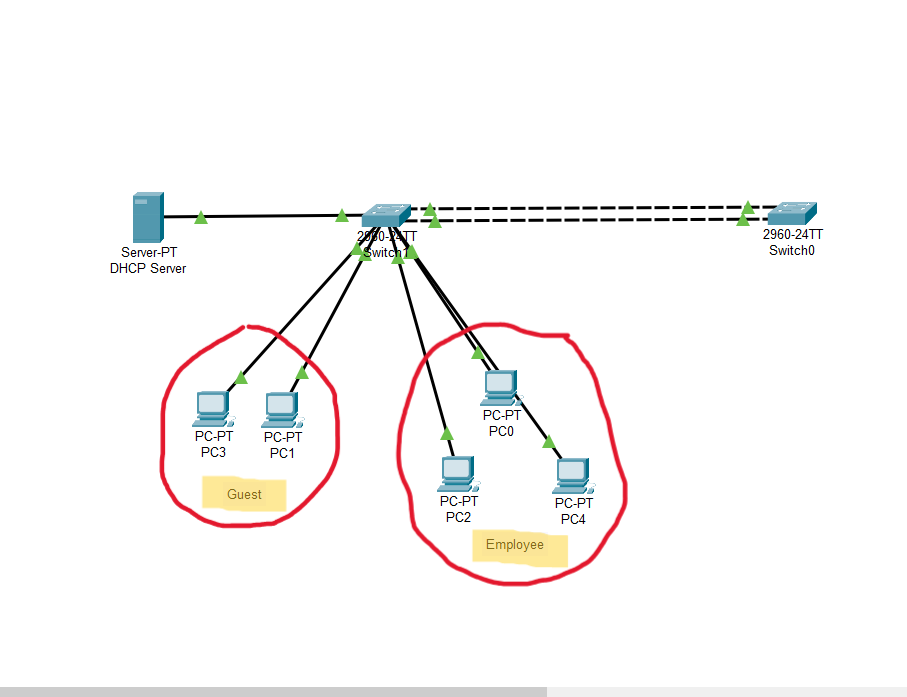 Server-PT
DHCP Server
2960-24TT
Switch1
2960-24TT
Switch0
PC-PT
PC3
PC-PT
PC1
Guest
PC-PT
PC0
PC-PT
PC2
PC-PT
PC4
Employee